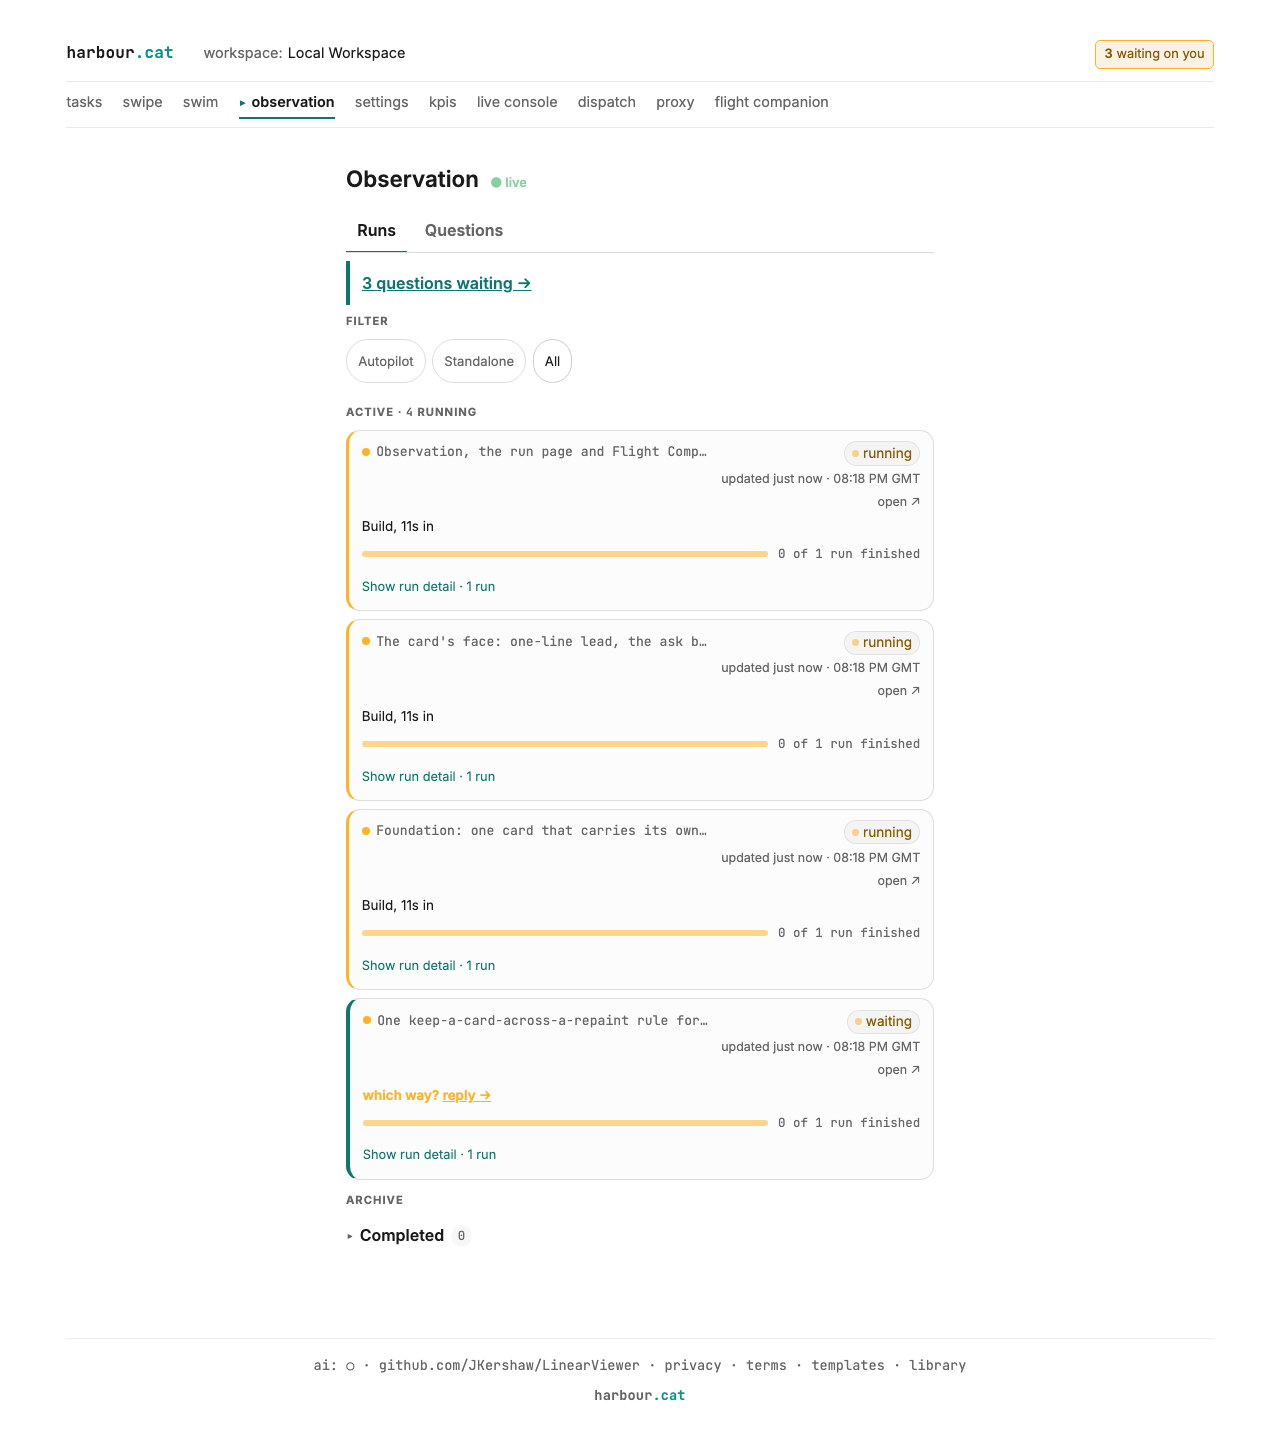 harbour.cat workspace: Local Workspace 3 waiting on you
tasks swipe swim ▸ observation settings kpis live console dispatch proxy flight companion
Observation ● live
Runs Questions
3 questions waiting →
FILTER
Autopilot Standalone All
ACTIVE · 4 RUNNING
Observation, the run page and Flight Comp… running
updated just now · 08:18 PM GMT
open ↗
Build, 11s in
0 of 1 run finished
Show run detail · 1 run
The card's face: one-line lead, the ask b… running
updated just now · 08:18 PM GMT
open ↗
Build, 11s in
0 of 1 run finished
Show run detail · 1 run
Foundation: one card that carries its own… running
updated just now · 08:18 PM GMT
open ↗
Build, 11s in
0 of 1 run finished
Show run detail · 1 run
One keep-a-card-across-a-repaint rule for… waiting
updated just now · 08:18 PM GMT
open ↗
which way? reply →
0 of 1 run finished
Show run detail · 1 run
ARCHIVE
▸ Completed 0
ai: ○ · github.com/JKershaw/LinearViewer · privacy · terms · templates · library
harbour.cat